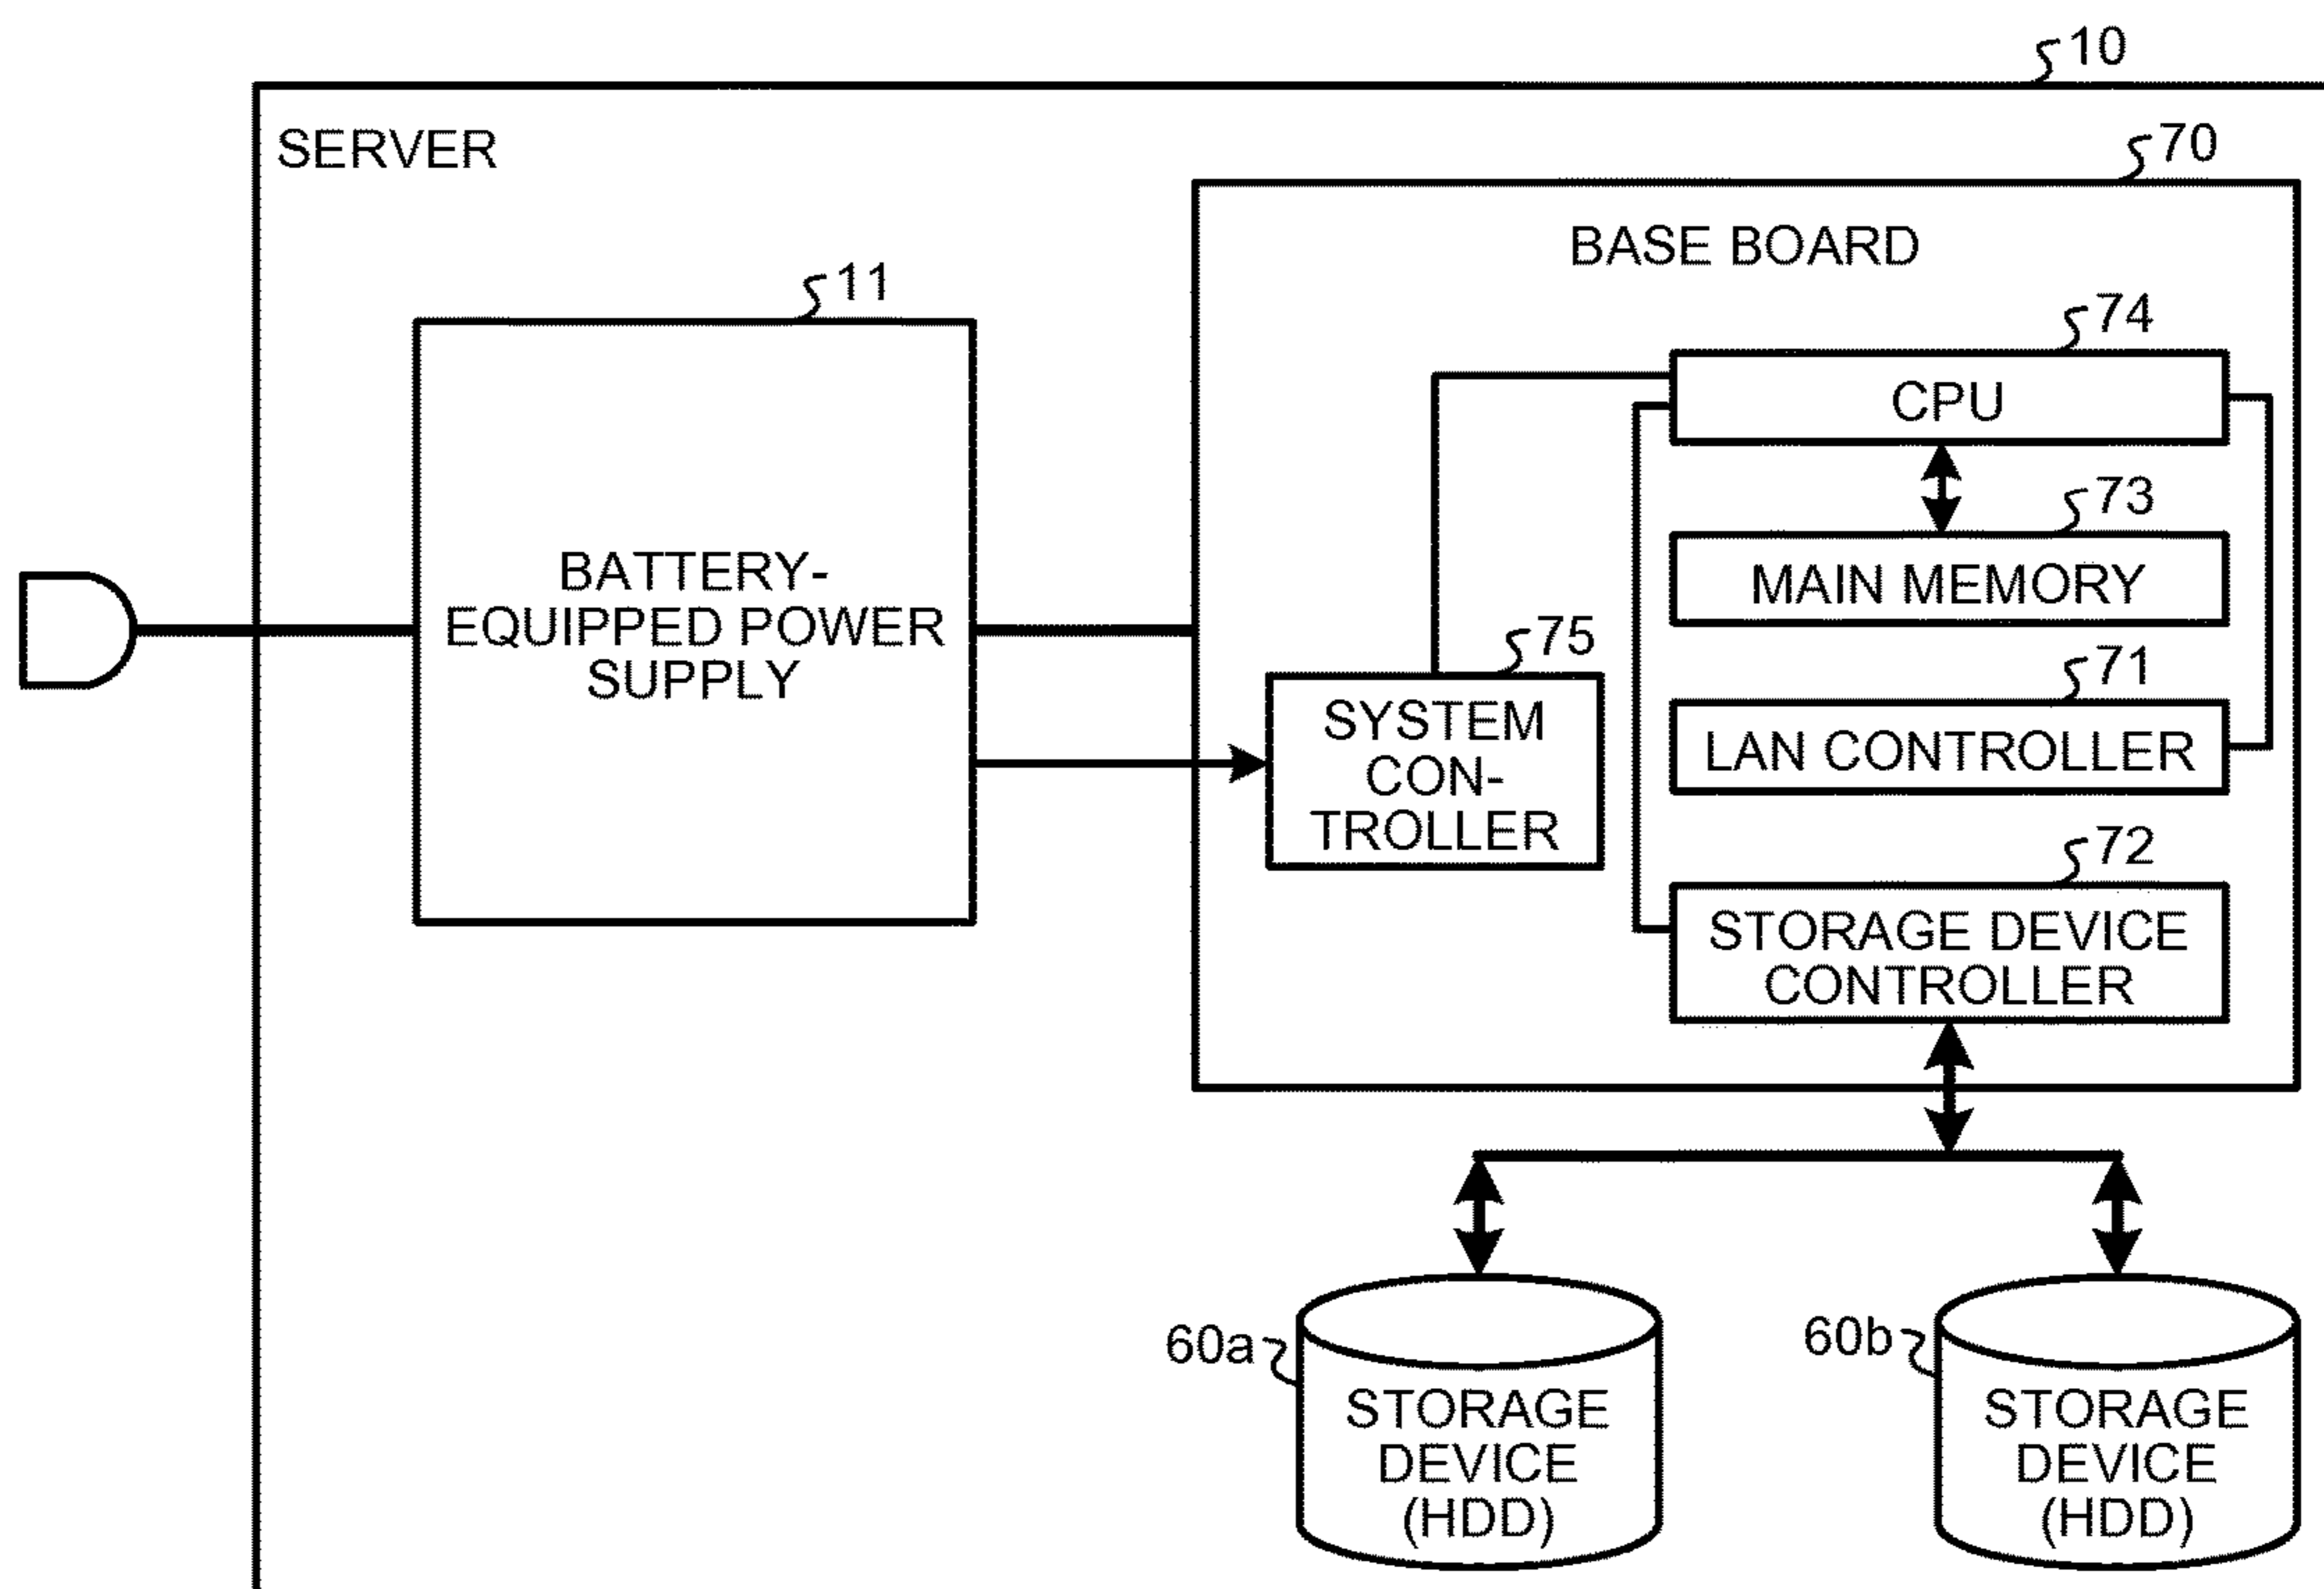 10
SERVER
70
BASE BOARD
11
74
CPU
73
MAIN MEMORY
BATTERY-
EQUIPPED POWER
SUPPLY
75
SYSTEM
CON-
TROLLER
71
LAN CONTROLLER
72
STORAGE DEVICE
CONTROLLER
60a
STORAGE
DEVICE
(HDD)
60b
STORAGE
DEVICE
(HDD)